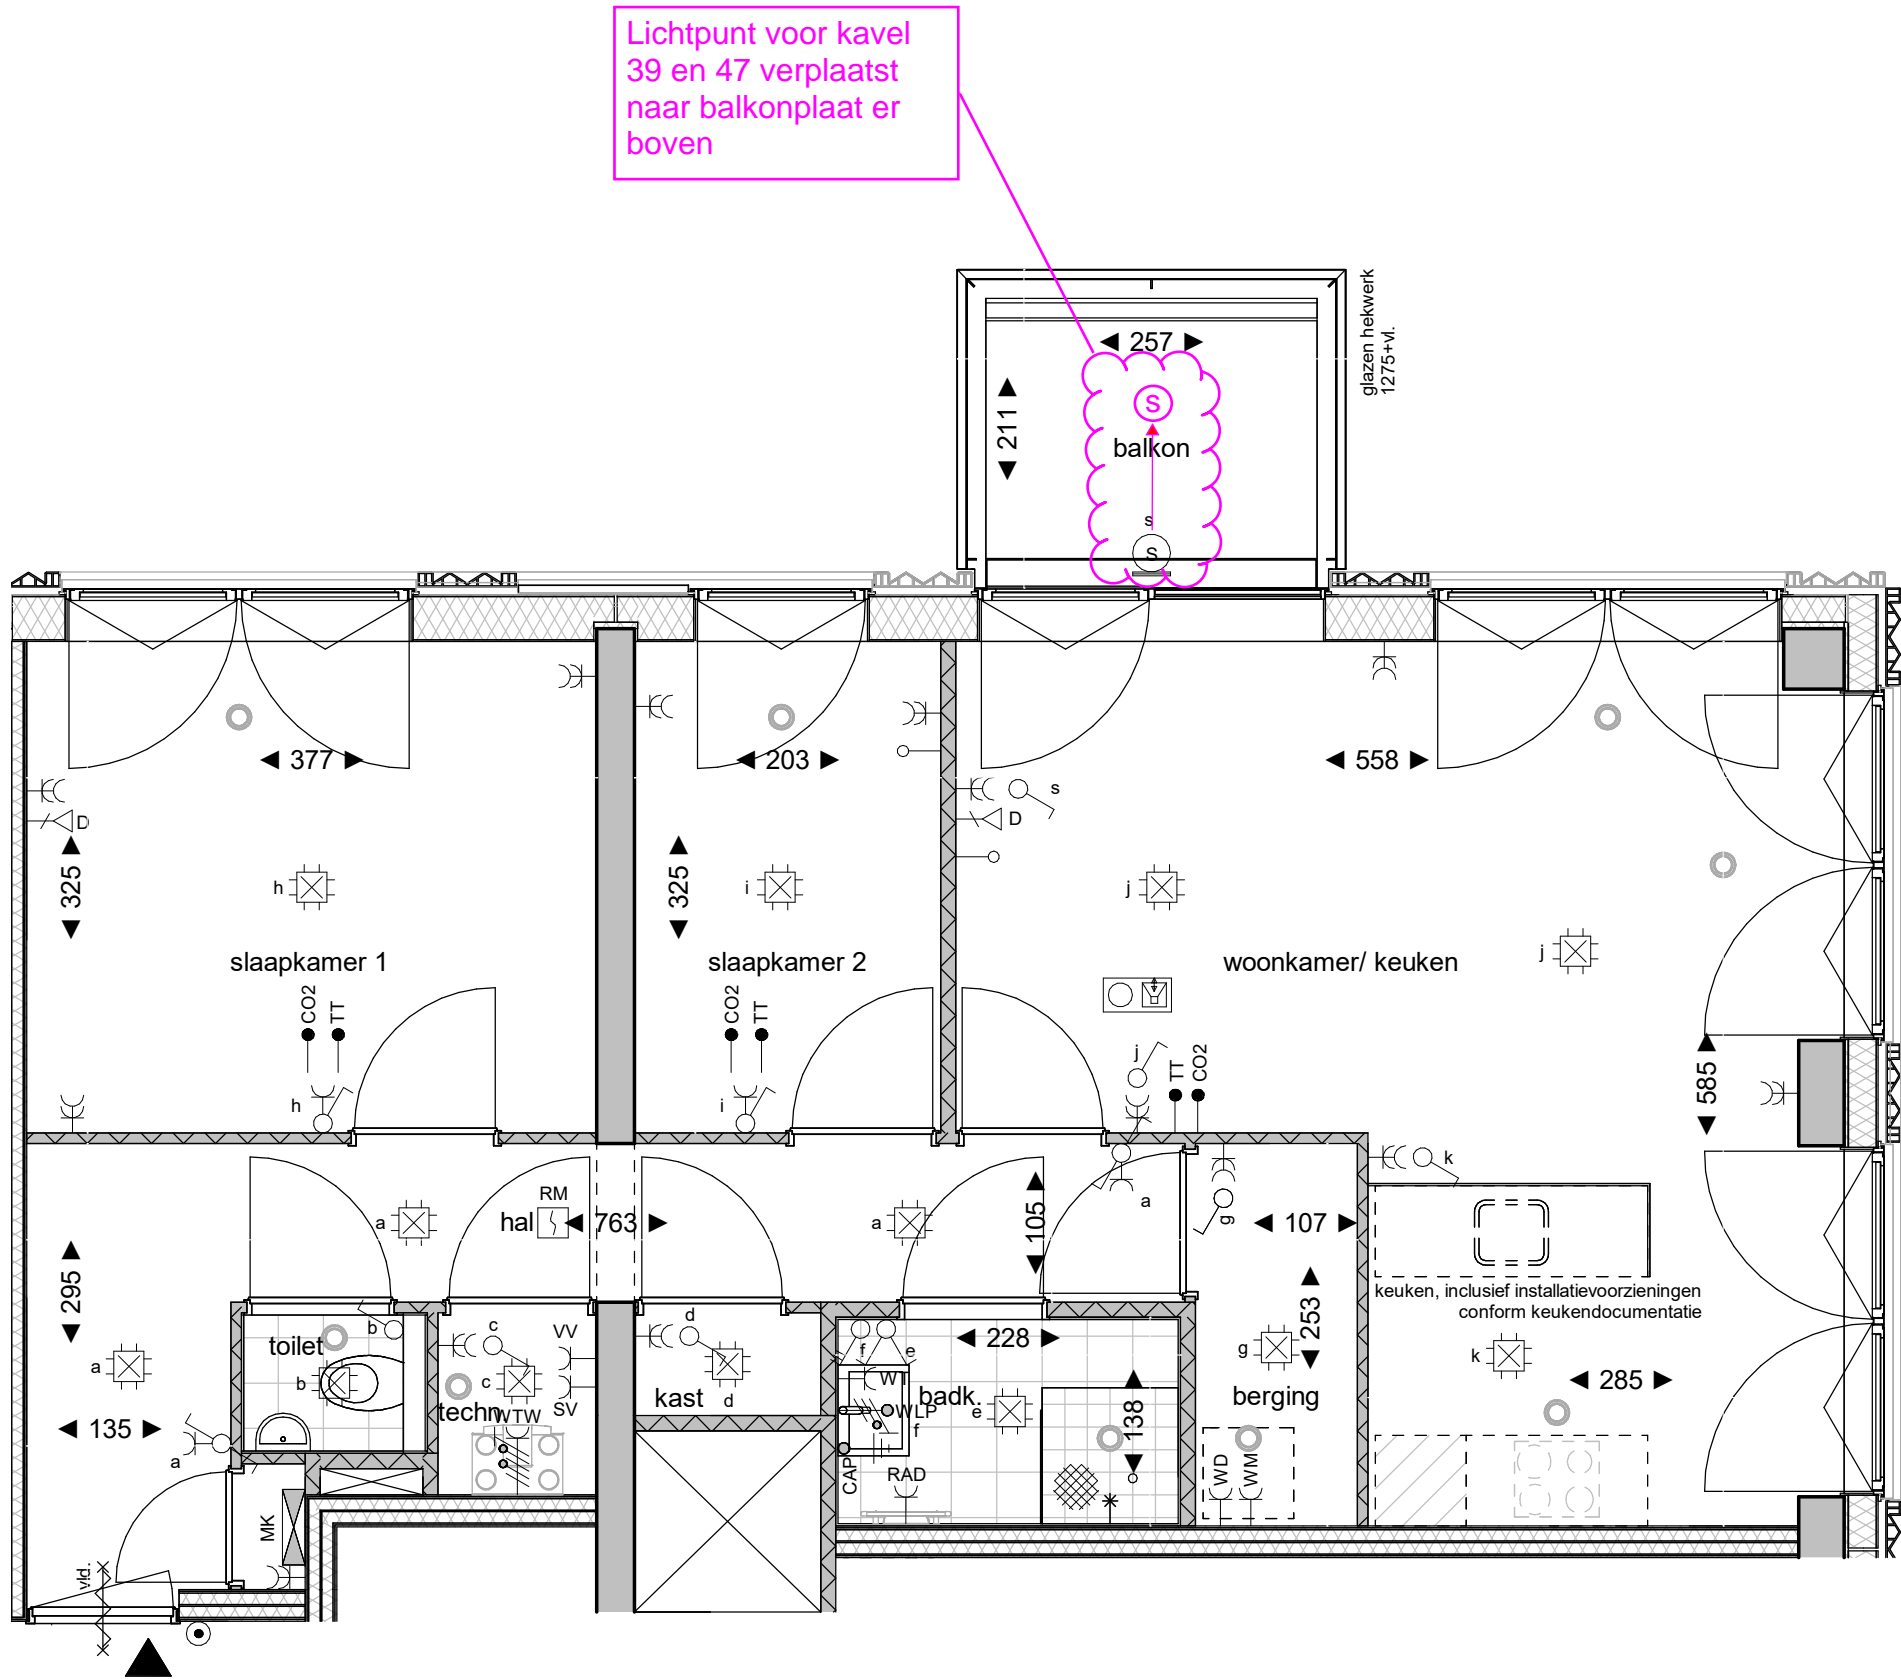 Lichtpunt voor kavel
39 en 47 verplaatst
naar balkonplaat er
boven
glazen hekwerk
1275+vl.
257
211
S
balkon
s
S
377
203
558
D
s
D
325
h
325
i
j
j
slaapkamer 1
slaapkamer 2
woonkamer/ keuken
CO2
TT
CO2
TT
j
TT
CO2
585
h
i
k
RM
a
hal
763
a
105
a
g
107
295
keuken, inclusief installatievoorzieningen
conform keukendocumentatie
253
toilet
b
c
VV
d
f
e
228
a
b
c
g
k
SV
kast
d
WT
badk.
e
berging
285
techn
WTW
WLP
f
138
135
a
CAP
RAD
WD
WM
MK
vld.